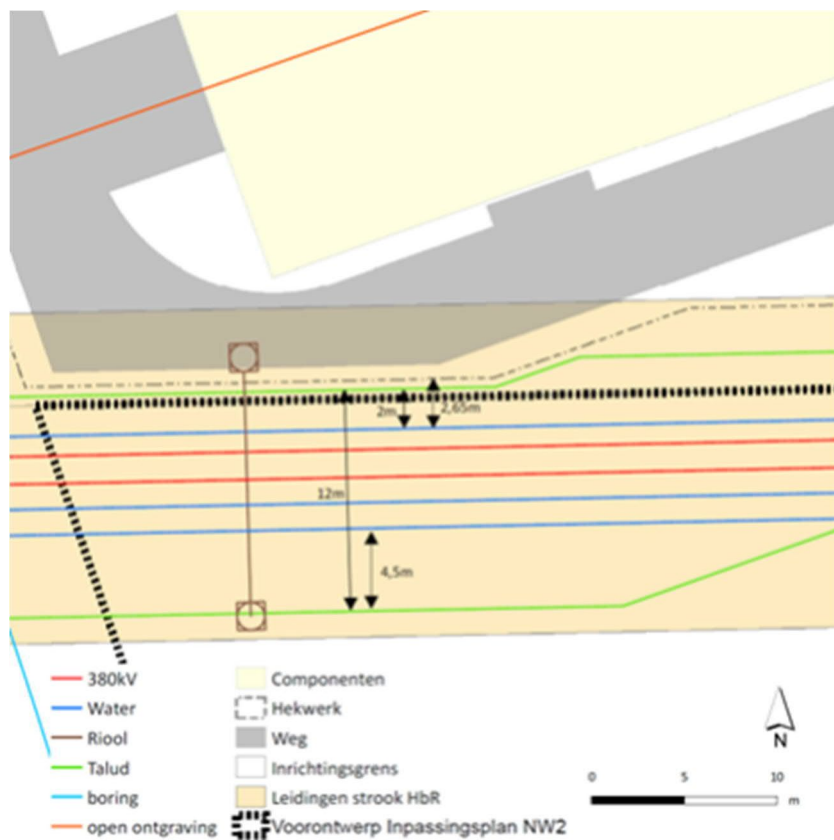 2m
2,65m
12m
4,5m
380kV
Water
Riool
Talud
boring
open ontgraving
Componenten
Hekwerk
Weg
Inrichtingsgrens
Leidingen strook HbR
Voorontwerp Inpassingsplan NW2
N
0 5 10 m